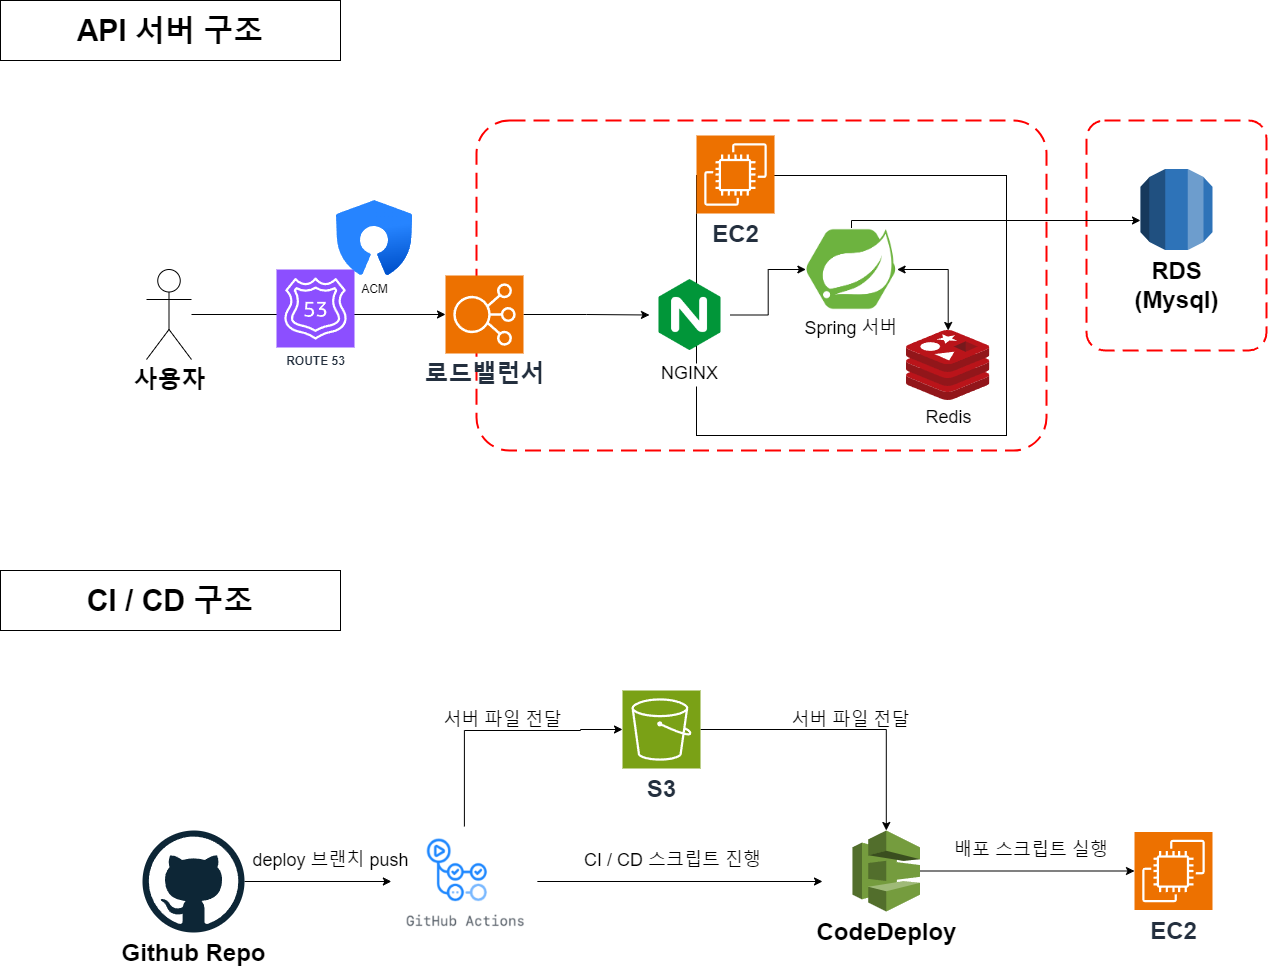 API 서버 구조
EC2
RDS
(Mysql)
ACM
53
ROUTE 53
사용자
로드밸런서
N
NGINX
Spring 서버
Redis
CI / CD 구조
서버 파일 전달
서버 파일 전달
S3
deploy 브랜치 push
CI / CD 스크립트 진행
배포 스크립트 실행
GitHub Actions
Github Repo
CodeDeploy
EC2